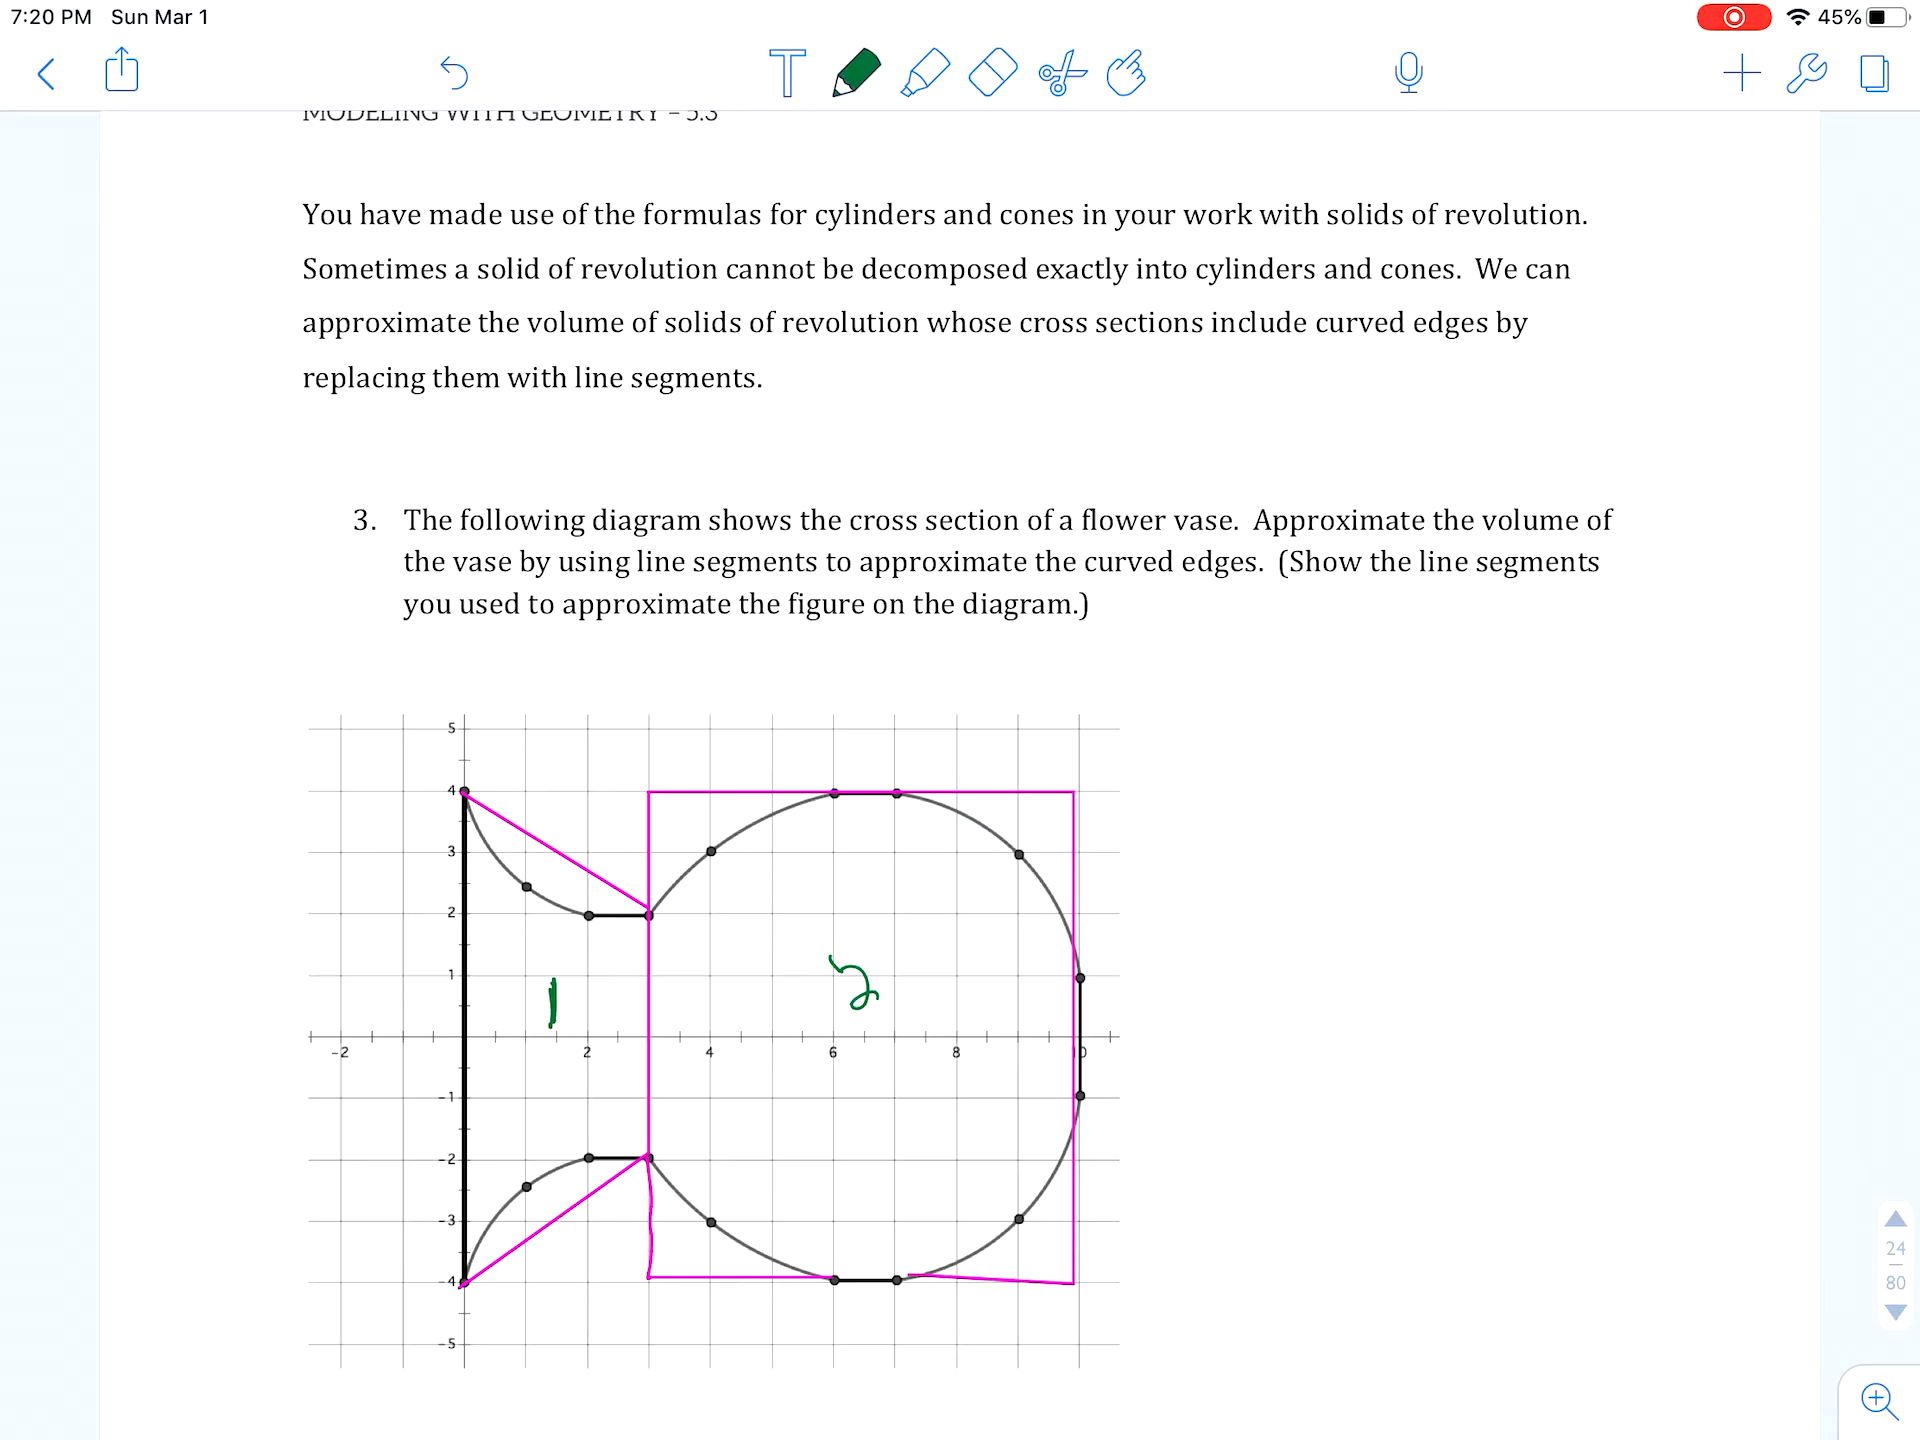 7:20 PM Sun Mar 1
45%
MODELING WITH GEOMETRY – 5.3
You have made use of the formulas for cylinders and cones in your work with solids of revolution.
Sometimes a solid of revolution cannot be decomposed exactly into cylinders and cones. We can
approximate the volume of solids of revolution whose cross sections include curved edges by
replacing them with line segments.
3. The following diagram shows the cross section of a flower vase. Approximate the volume of
the vase by using line segments to approximate the curved edges. (Show the line segments
you used to approximate the figure on the diagram.)
5
4
3
2
1
1 2
-2 2 4 6 8 10
-1
-2
-3
-4
-5
24
80